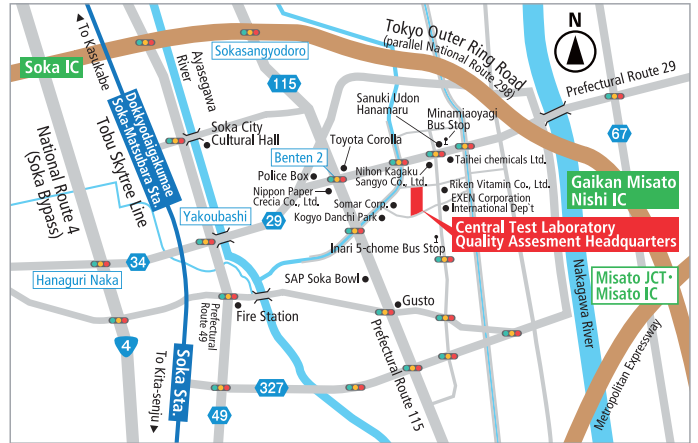 To Kasukabe
Soka IC
Ayasegawa
River
Sokasangyodoro
115
Tokyo Outer Ring Road
(parallel National Route 298)
N
Prefectural Route 29
67
National Route 4
(Soka Bypass)
Dokkyodaigakumae
Soka-Matsubara Sta.
Tobu Skytree Line
Soka City
Cultural Hall
Sanuki Udon
Hanamaru
Minamiaoyagi
Bus Stop
Toyota Corolla
Benten 2
Police Box
Nihon Kagaku
Sangyo Co., Ltd.
Taihei chemicals Ltd.
Nippon Paper
Crecia Co., Ltd.
Somar Corp.
Riken Vitamin Co., Ltd.
EXEN Corporation
International Dep't
Gaikan Misato
Nishi IC
Yakoubashi
29
Kogyo Danchi Park
Central Test Laboratory
Quality Assesment Headquarters
Inari 5-chome Bus Stop
34
Hanaguri Naka
SAP Soka Bowl
Misato JCT・
Misato IC
Prefectural
Route 49
Fire Station
Gusto
Nakagawa River
4
To Kita-senju
Soka Sta.
Prefectural Route 115
327
49
Metropolitan Expressway